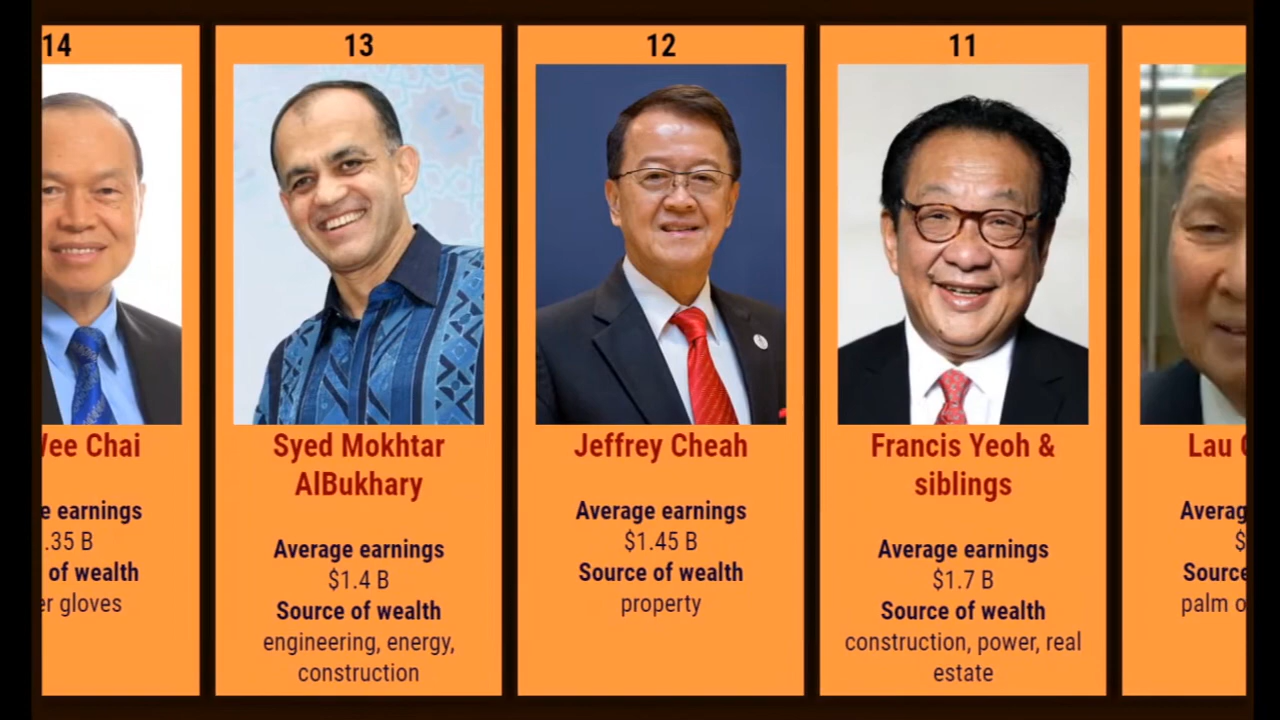 14
Wee Chai
e earnings
.35 B
of wealth
er gloves
13
Syed Mokhtar
AlBukhary
Average earnings
$1.4 B
Source of wealth
engineering, energy,
construction
12
Jeffrey Cheah
Average earnings
$1.45 B
Source of wealth
property
11
Francis Yeoh &
siblings
Average earnings
$1.7 B
Source of wealth
construction, power, real
estate
Lau
Averag
$
Source
palm o